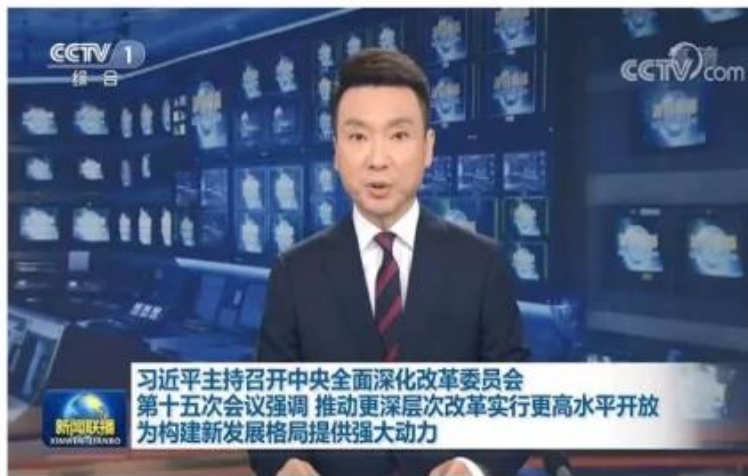 CCTV 1
综合
CCTV.com
习近平主持召开中央全面深化改革委员会
第十五次会议强调 推动更深层次改革实行更高水平开放
为构建新发展格局提供强大动力
新闻联播
XINWEN LIANBO